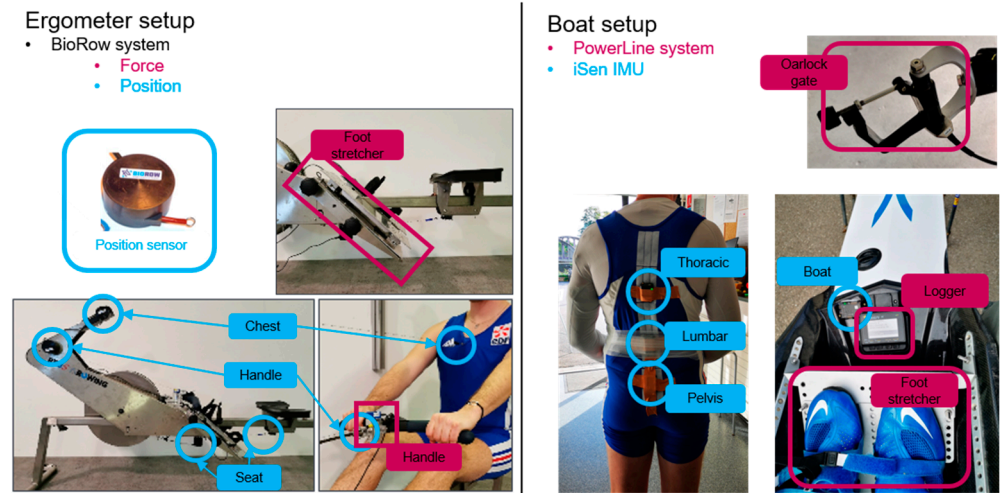 Ergometer setup
• BioRow system
• Force
• Position
BIOROW
Position sensor
Foot
stretcher
Chest
Handle
Seat
Handle
Boat setup
• PowerLine system
• iSen IMU
Oarlock
gate
Thoracic
Lumbar
Pelvis
Boat
Logger
Foot
stretcher